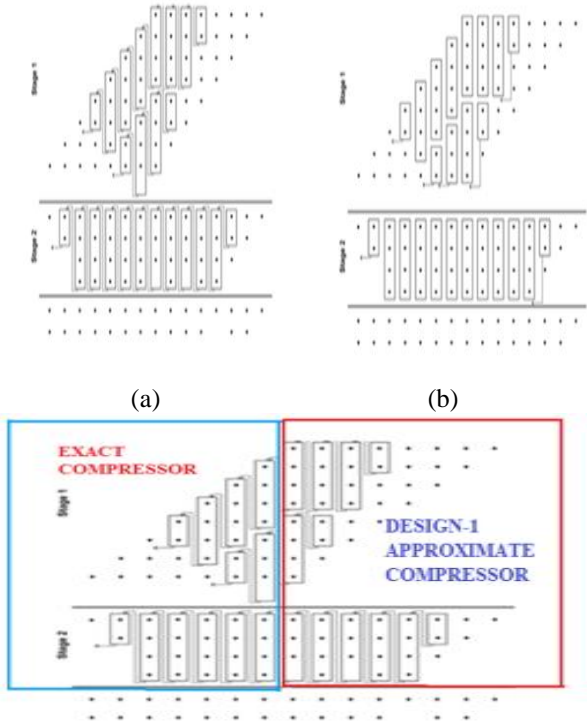 Stage 1
Stage 2
Stage 1
Stage 2
(a)
(b)
EXACT
COMPRESSOR
Stage 1
DESIGN-1
APPROXIMATE
COMPRESSOR
Stage 2